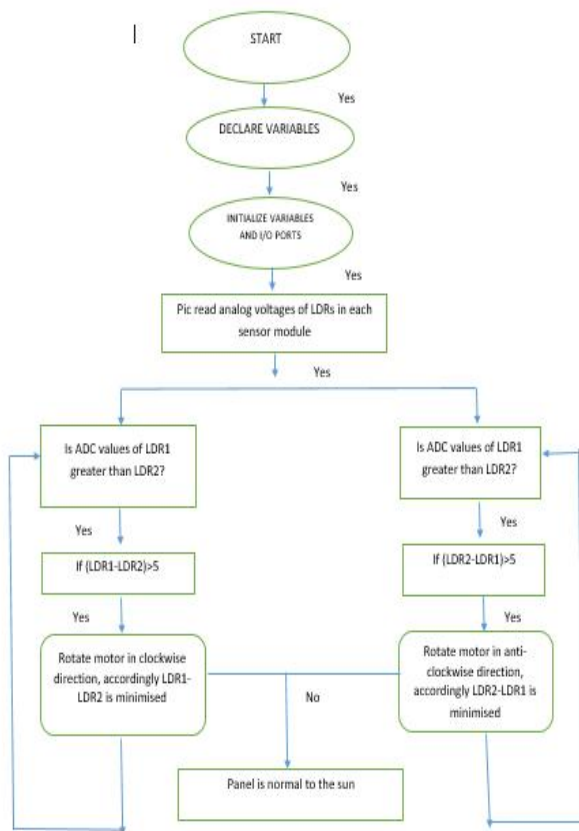 START
Yes
DECLARE VARIABLES
Yes
INITIALIZE VARIABLES
AND I/O PORTS
Yes
Pic read analog voltages of LDRs in each
sensor module
Yes
Is ADC values of LDR1
greater than LDR2?
Is ADC values of LDR1
greater than LDR2?
Yes
Yes
If (LDR1-LDR2)>5
If (LDR2-LDR1)>5
Yes
Yes
Rotate motor in clockwise
direction, accordingly LDR1-
LDR2 is minimised
Rotate motor in anti-
clockwise direction,
accordingly LDR2-LDR1 is
minimised
No
Panel is normal to the sun